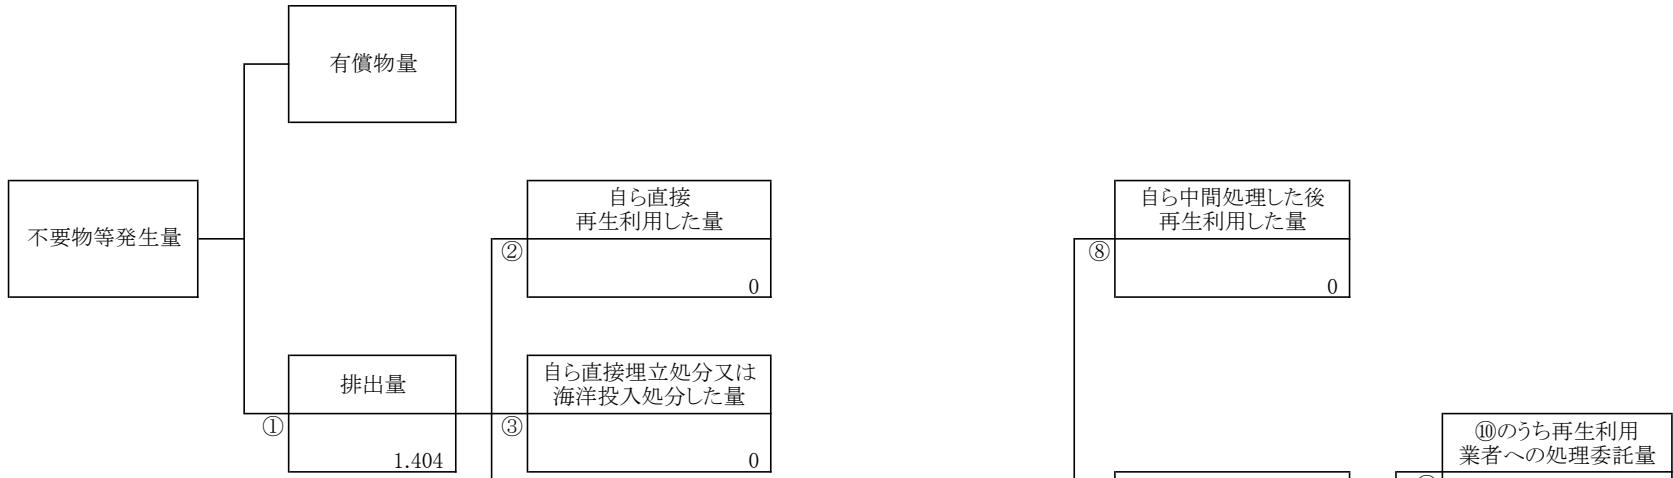 有償物量
不要物等発生量
自ら直接
再生利用した量
②
0
自ら中間処理した後
再生利用した量
⑧
0
排出量
①
1.404
自ら直接埋立処分又は
海洋投入処分した量
③
0
⑩のうち再生利用
業者への処理委託量